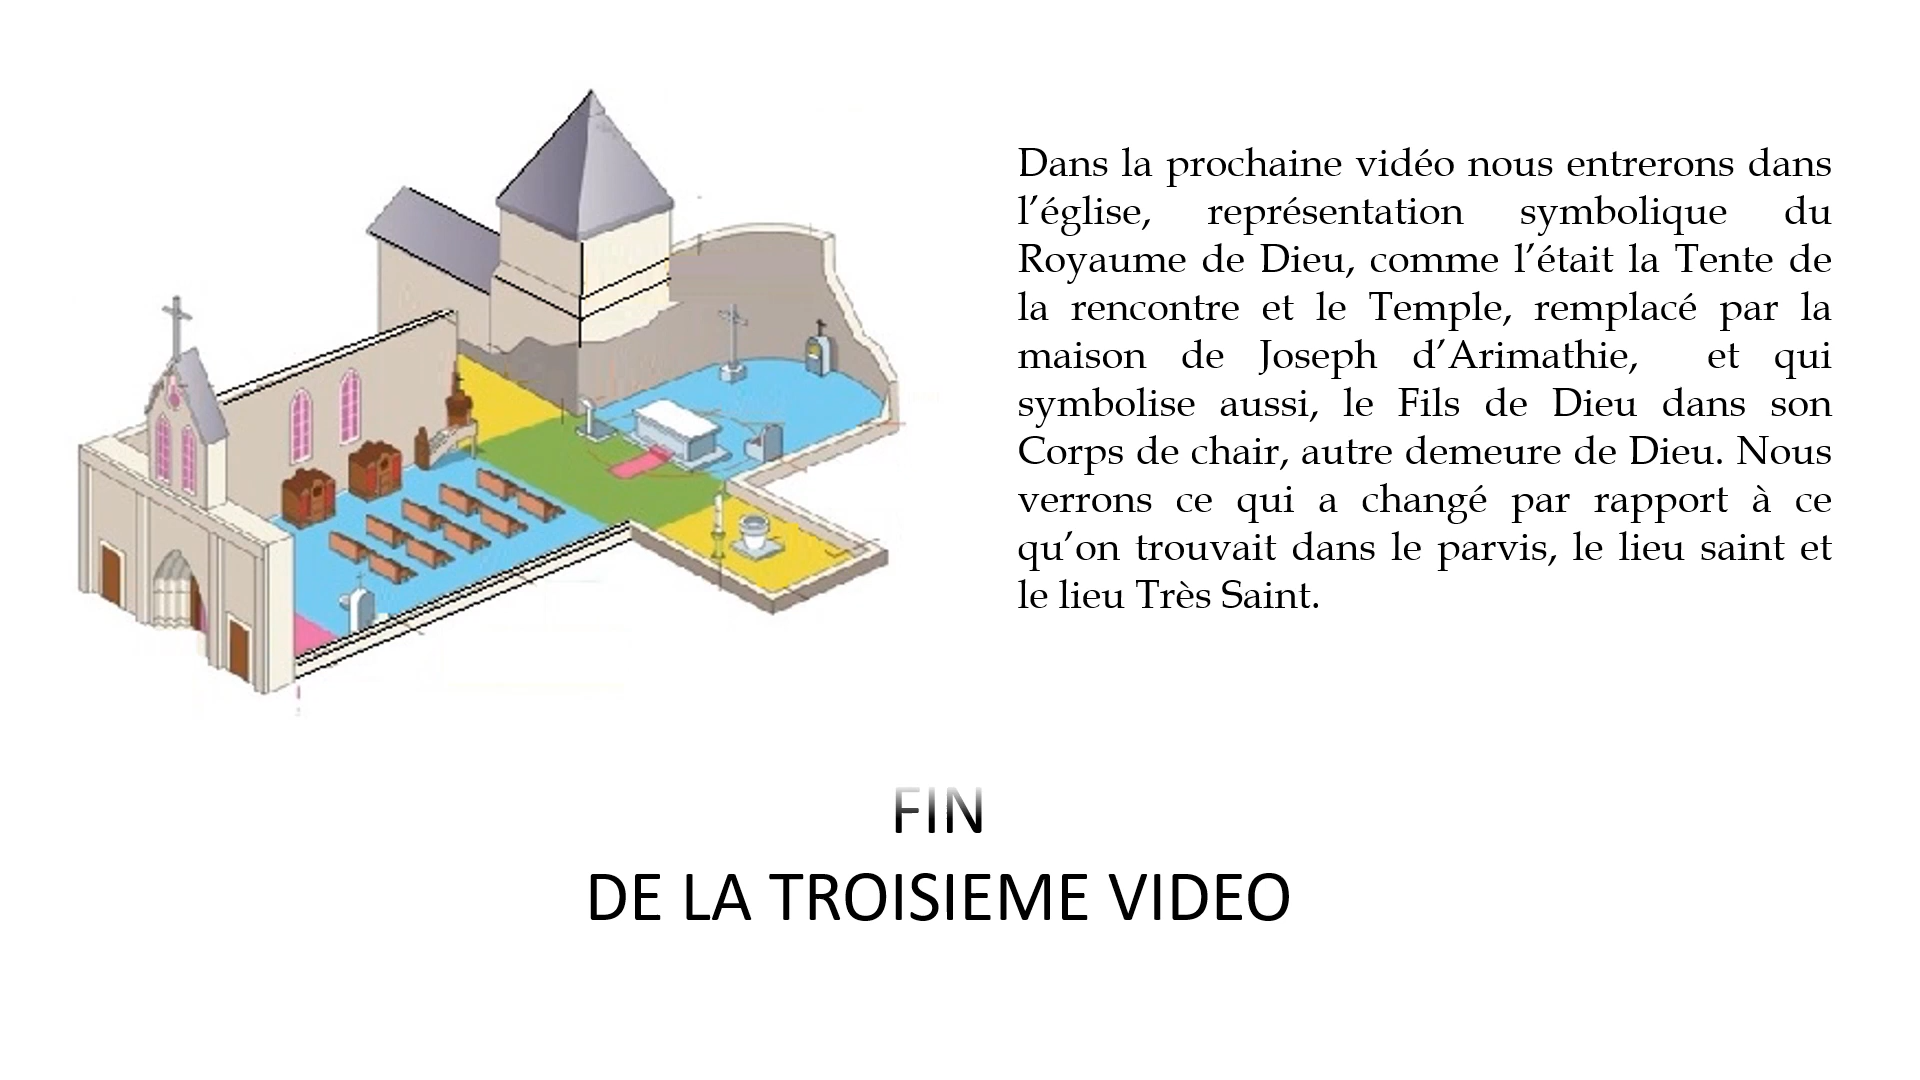 Dans la prochaine vidéo nous entrerons dans
l’église, représentation symbolique du
Royaume de Dieu, comme l’était la Tente de
la rencontre et le Temple, remplacé par la
maison de Joseph d’Arimathie, et qui
symbolise aussi, le Fils de Dieu dans son
Corps de chair, autre demeure de Dieu. Nous
verrons ce qui a changé par rapport à ce
qu’on trouvait dans le parvis, le lieu saint et
le lieu Très Saint.
FIN
DE LA TROISIEME VIDEO